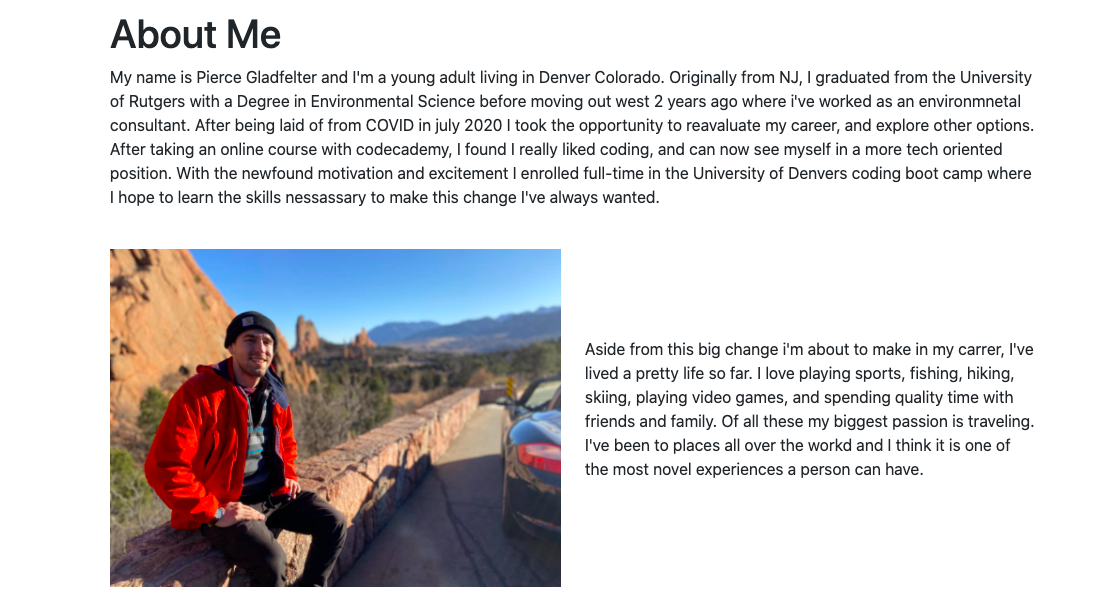 About Me
My name is Pierce Gladfelter and I'm a young adult living in Denver Colorado. Originally from NJ, I graduated from the University
of Rutgers with a Degree in Environmental Science before moving out west 2 years ago where i've worked as an environmnetal
consultant. After being laid of from COVID in july 2020 I took the opportunity to reavaluate my career, and explore other options.
After taking an online course with codecademy, I found I really liked coding, and can now see myself in a more tech oriented
position. With the newfound motivation and excitement I enrolled full-time in the University of Denvers coding boot camp where
I hope to learn the skills nessassary to make this change I've always wanted.
Aside from this big change i'm about to make in my carrer, I've
lived a pretty life so far. I love playing sports, fishing, hiking,
skiing, playing video games, and spending quality time with
friends and family. Of all these my biggest passion is traveling.
I've been to places all over the workd and I think it is one of
the most novel experiences a person can have.